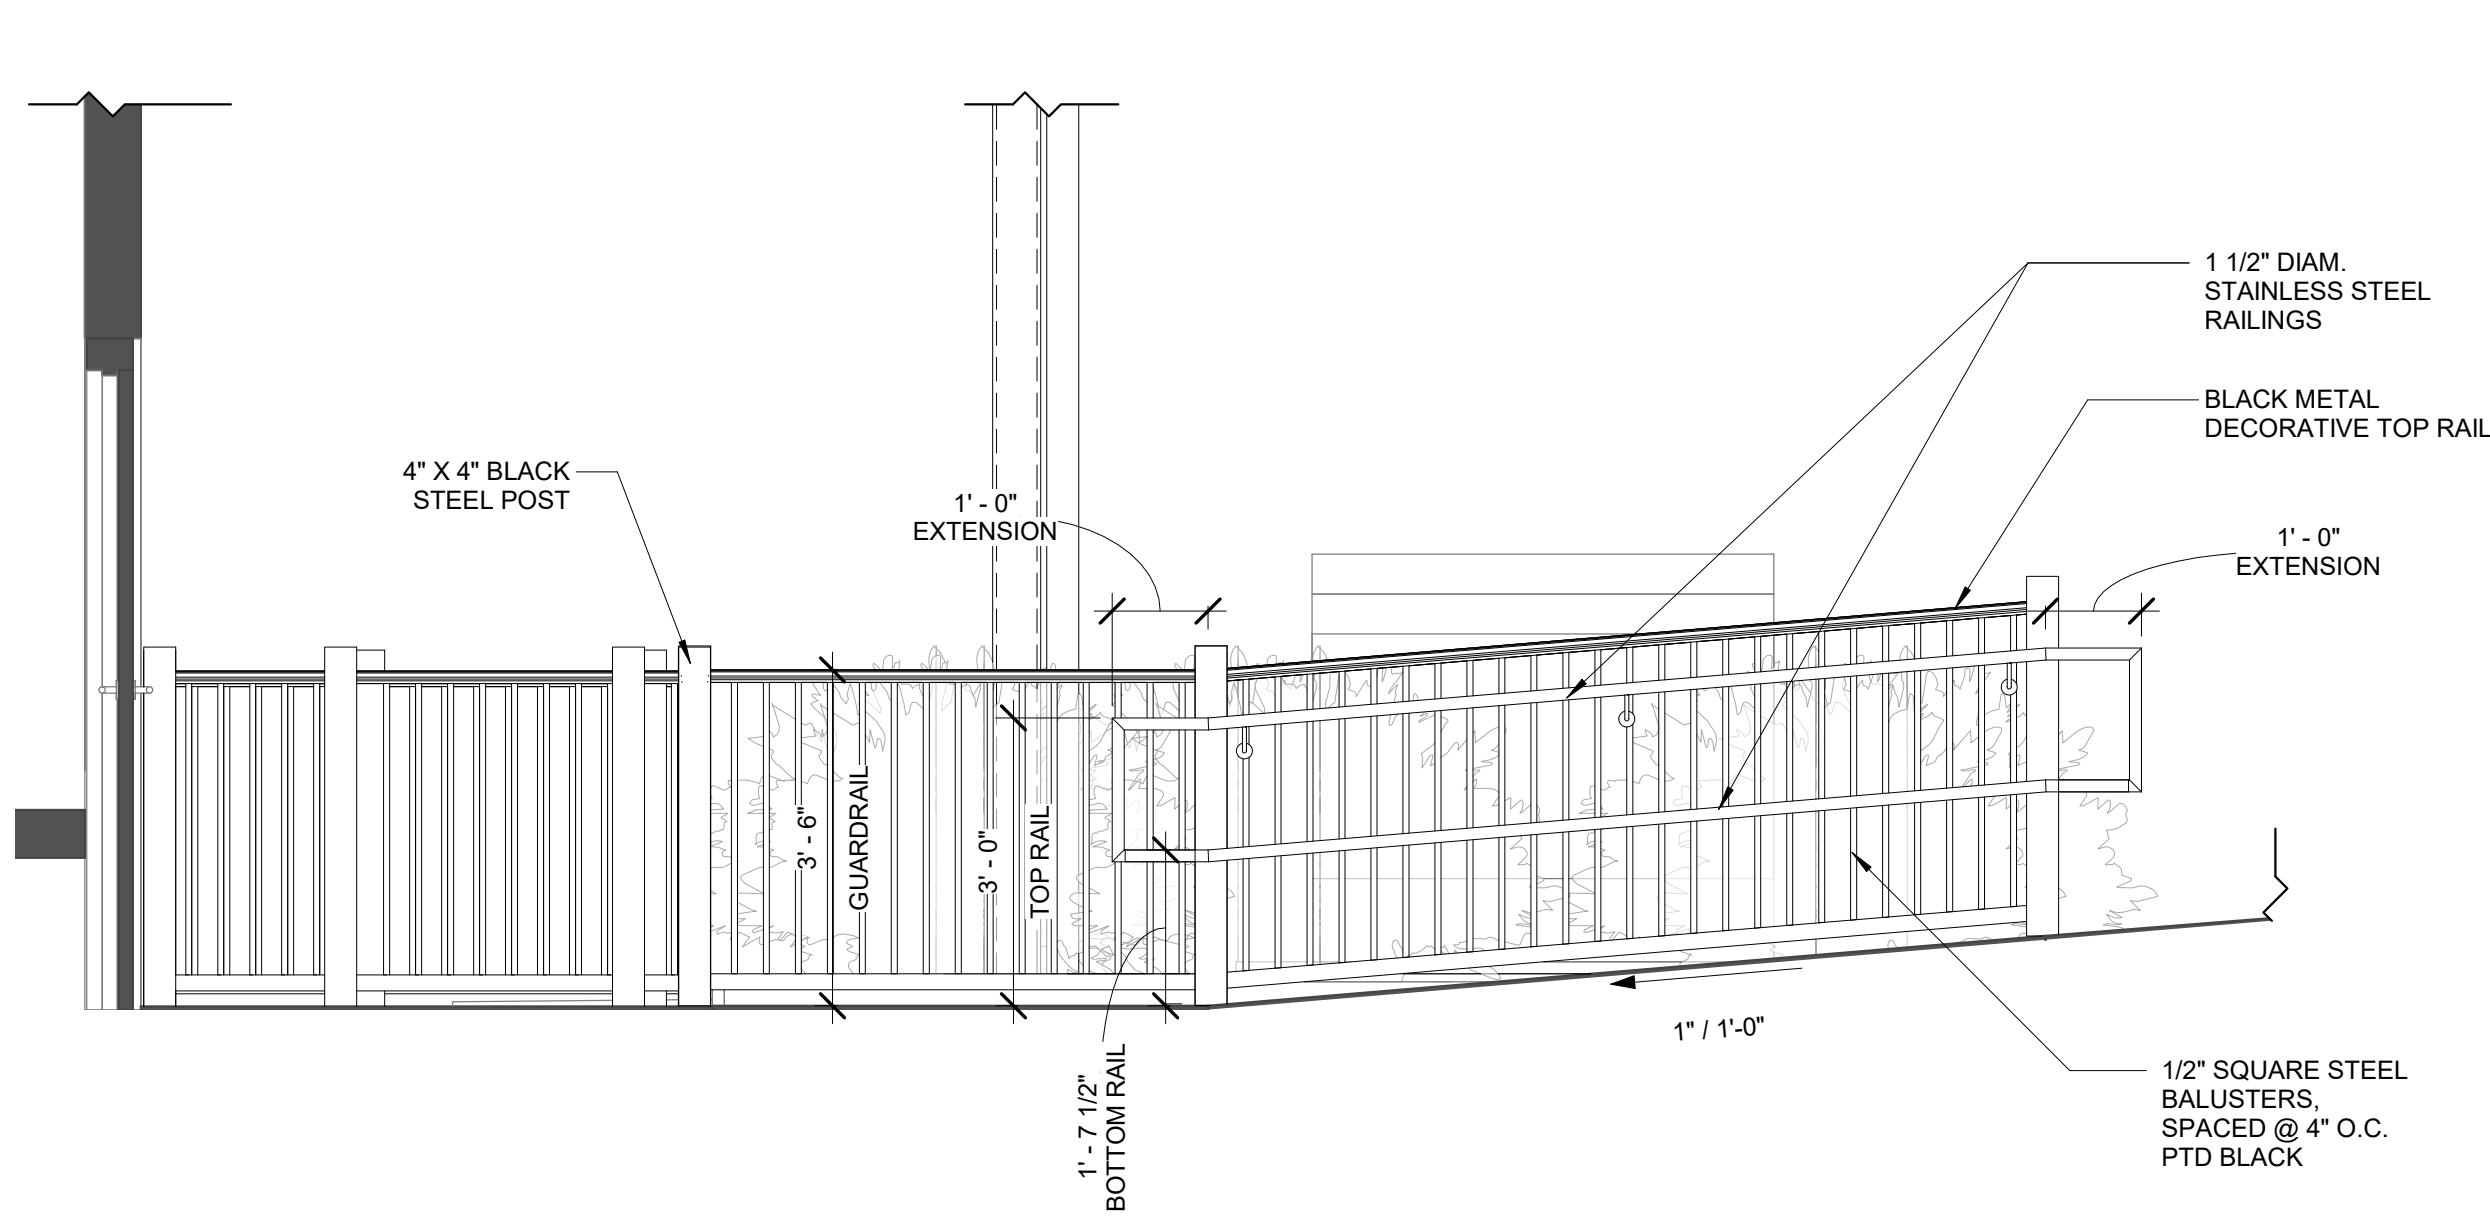 1 1/2" DIAM.
STAINLESS STEEL
RAILINGS
BLACK METAL
DECORATIVE TOP RAIL
4" X 4" BLACK
STEEL POST
1' - 0"
EXTENSION
1' - 0"
EXTENSION
3' - 6"
GUARDRAIL
3' - 0"
TOP RAIL
1' - 7 1/2"
BOTTOM RAIL
1" / 1'-0"
1/2" SQUARE STEEL
BALUSTERS,
SPACED @ 4" O.C.
PTD BLACK